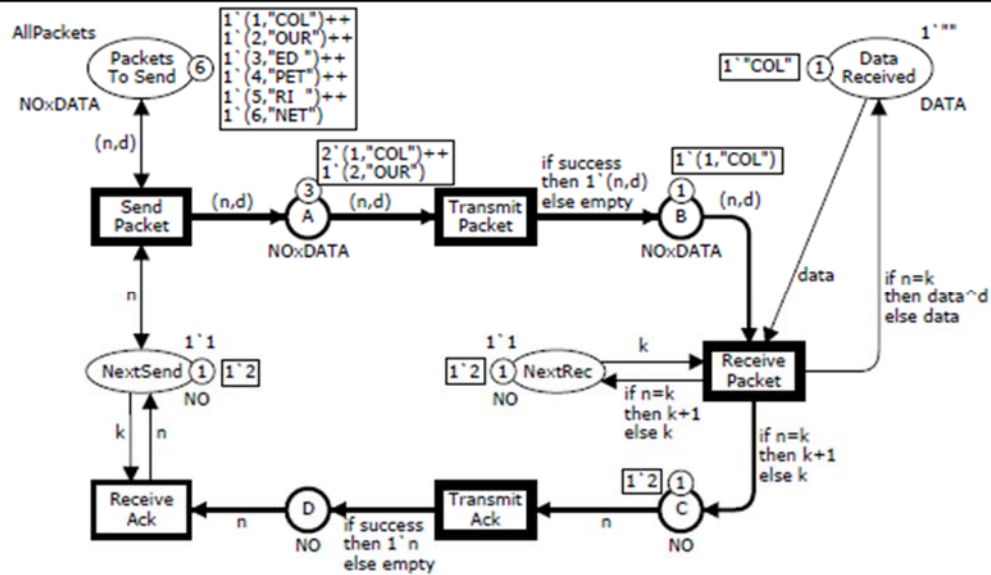 AllPackets
Packets
To Send
6
1`(1,"COL")++
1`(2,"OUR")++
1`(3,"ED ")++
1`(4,"PET")++
1`(5,"RI  ")++
1`(6,"NET")
NOxDATA
1`""
1`"COL"
1
Data
Received
DATA
(n,d)
2`(1,"COL")++
1`(2,"OUR")
3
A
NOxDATA
Send
Packet
(n,d)
(n,d)
Transmit
Packet
if success
then 1`(n,d)
else empty
1`(1,"COL")
1
B
NOxDATA
(n,d)
data
if n=k
then data^d
else data
n
1`1
NextSend
1
1`2
NO
1`1
1`2
1
NextRec
NO
k
if n=k
then k+1
else k
Receive
Packet
if n=k
then k+1
else k
k
n
Receive
Ack
n
D
NO
if success
then 1`n
else empty
Transmit
Ack
n
1`2
1
C
NO